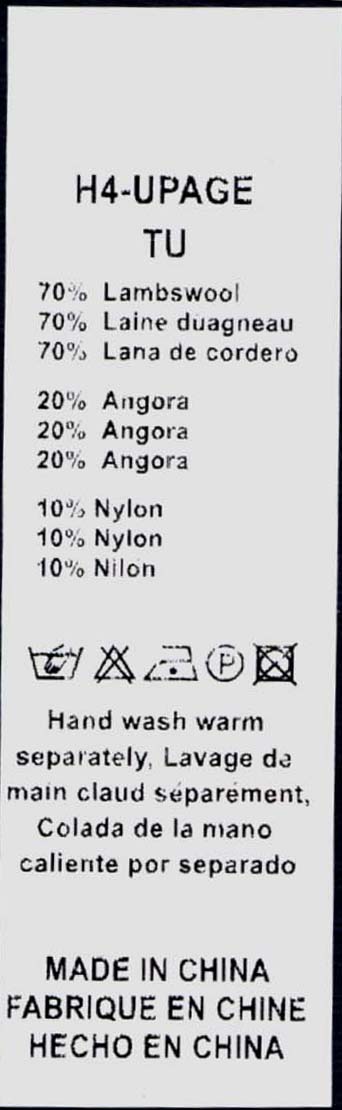 H4-UPAGE
TU
70% Lambswool
70% Laine duagneau
70% Lana de cordero
20% Angora
20% Angora
20% Angora
10% Nylon
10% Nylon
10% Nilon
P
Hand wash warm
separately, Lavage de
main claud séparément,
Colada de la mano
caliente por separado
MADE IN CHINA
FABRIQUE EN CHINE
HECHO EN CHINA